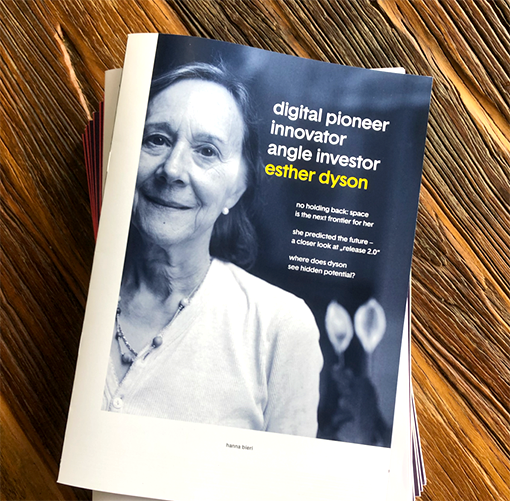 digital pioneer
innovator
angle investor
esther dyson
no holding back: space
is the next frontier for her
she predicted the future –
a closer look at „release 2.0“
where does dyson
see hidden potential?
hanna bierl